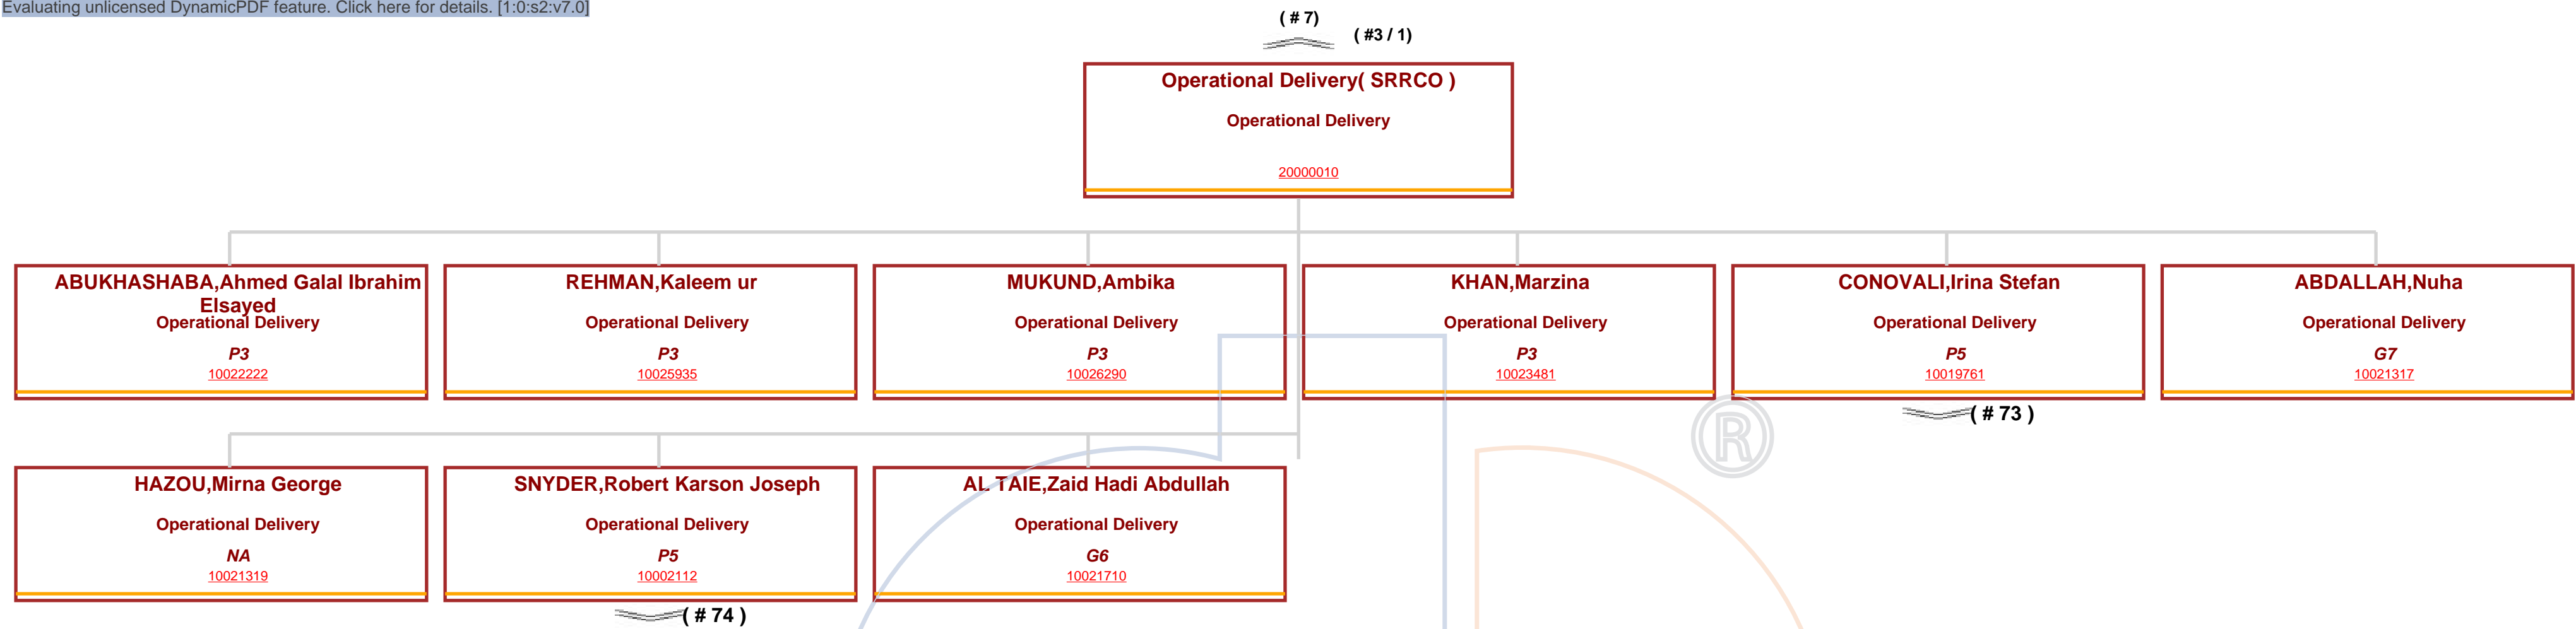 Evaluating unlicensed DynamicPDF feature. Click here for details. [1:0:s2:v7.0]
( # 7)
( #3 / 1)
Operational Delivery( SRRCO )
Operational Delivery
20000010
ABUKHASHABA,Ahmed Galal Ibrahim
Elsayed
Operational Delivery
P3
10022222
REHMAN,Kaleem ur
Operational Delivery
P3
10025935
MUKUND,Ambika
Operational Delivery
P3
10026290
KHAN,Marzina
Operational Delivery
P3
10023481
CONOVALI,Irina Stefan
Operational Delivery
P5
10019761
( # 73 )
ABDALLAH,Nuha
Operational Delivery
G7
10021317
HAZOU,Mirna George
Operational Delivery
NA
10021319
SNYDER,Robert Karson Joseph
Operational Delivery
P5
10002112
( # 74 )
AL TAIE,Zaid Hadi Abdullah
Operational Delivery
G6
10021710
®